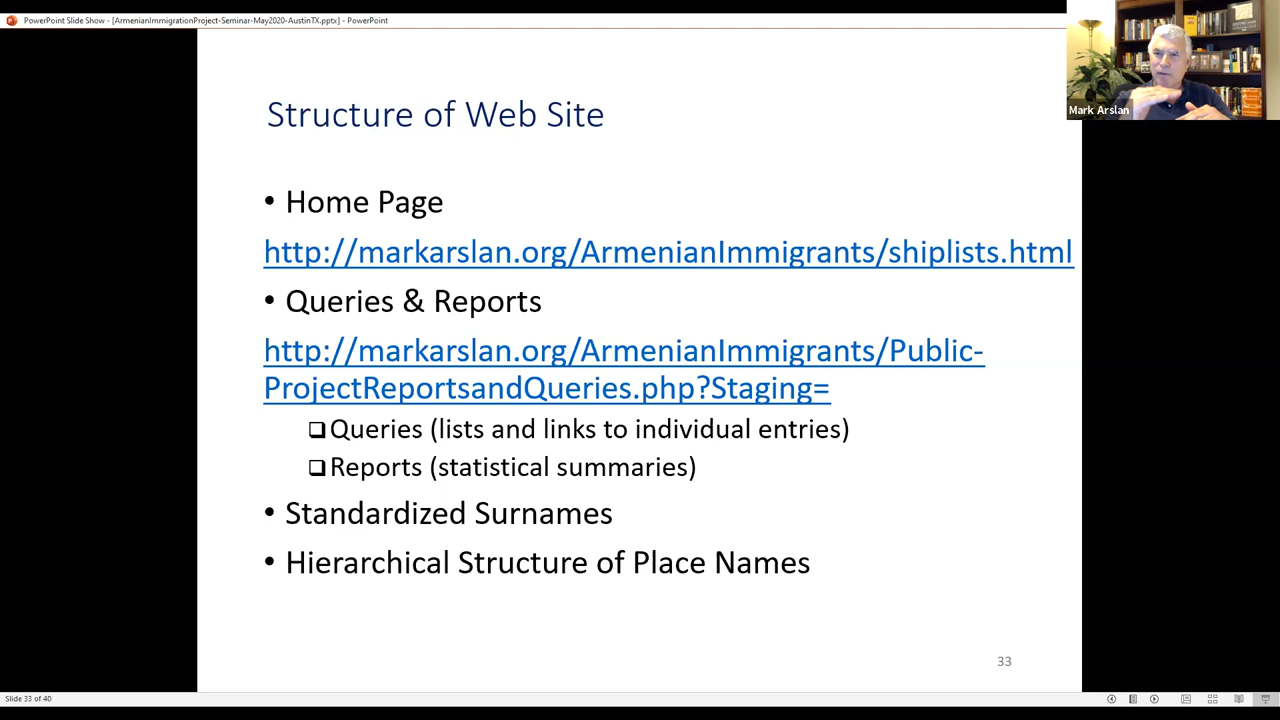 PowerPoint Slide Show - [ArmenianImmigrationProject-Seminar-May2020-AustinTX.pptx] - PowerPoint
Mark Arslan
Structure of Web Site
• Home Page
http://markarslan.org/ArmenianImmigrants/shiplists.html
• Queries & Reports
http://markarslan.org/ArmenianImmigrants/Public-
ProjectReportsandQueries.php?Staging=
❑Queries (lists and links to individual entries)
❑Reports (statistical summaries)
• Standardized Surnames
• Hierarchical Structure of Place Names
33
Slide 33 of 40